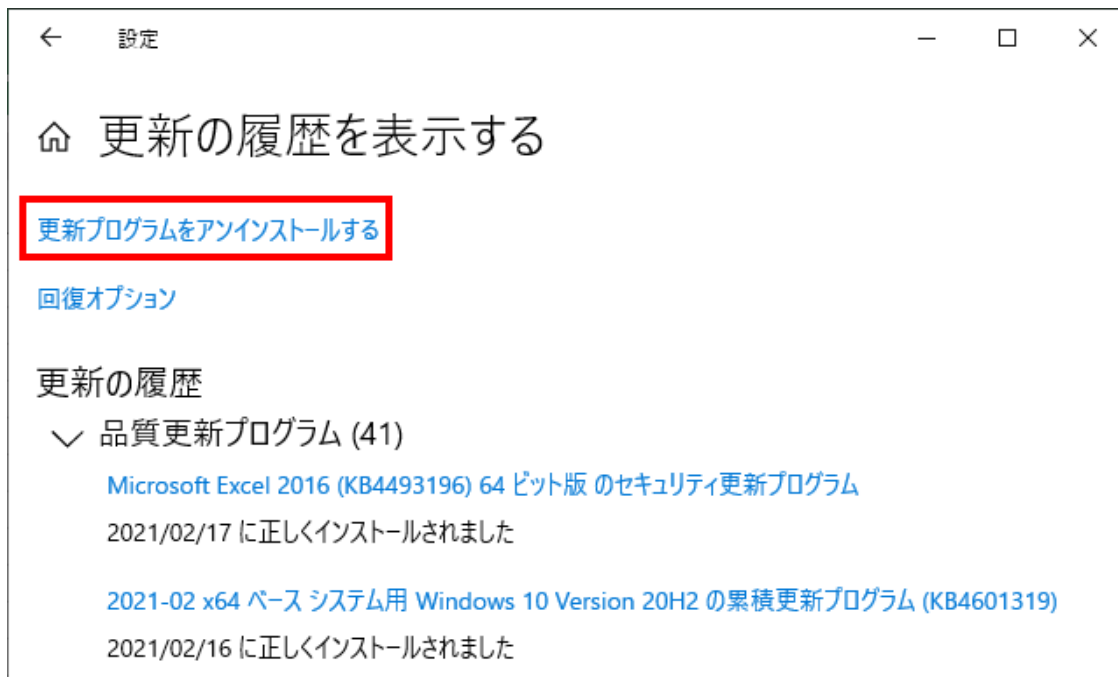 設定
更新の履歴を表示する
更新プログラムをアンインストールする
回復オプション
更新の履歴
品質更新プログラム (41)
Microsoft Excel 2016 (KB4493196) 64 ビット版 のセキュリティ更新プログラム
2021/02/17 に正しくインストールされました
2021-02 x64 ベース システム用 Windows 10 Version 20H2 の累積更新プログラム (KB4601319)
2021/02/16 に正しくインストールされました